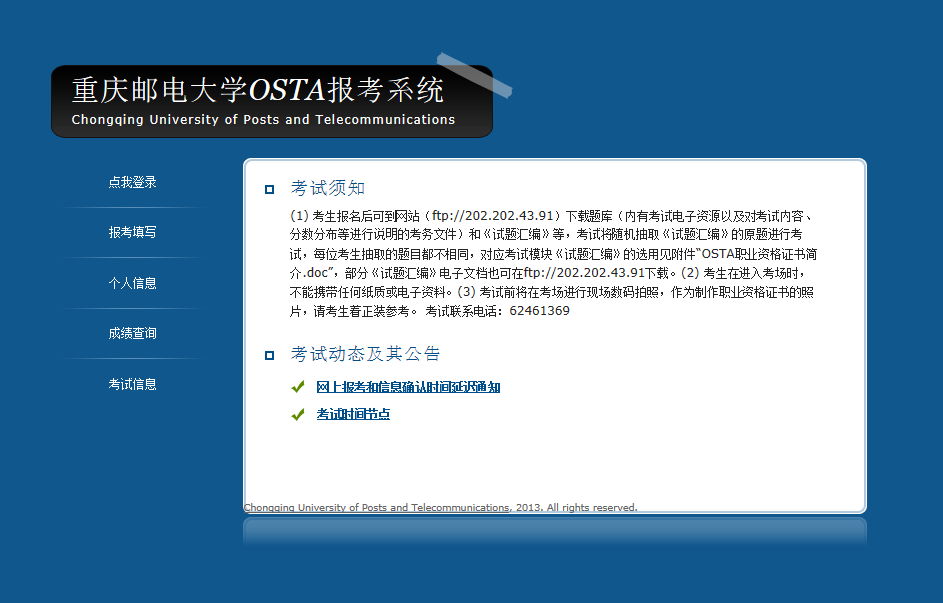 重庆邮电大学OSTA报考系统
Chongqing University of Posts and Telecommunications
点我登录
报考填写
个人信息
成绩查询
考试信息
考试须知
(1) 考生报名后可到网站（ftp://202.202.43.91）下载题库（内有考试电子资源以及对考试内容、
分数分布等进行说明的考务文件）和《试题汇编》等，考试将随机抽取《试题汇编》的原题进行考
试，每位考生抽取的题目都不相同，对应考试模块《试题汇编》的选用见附件“OSTA职业资格证书简
介.doc”，部分《试题汇编》电子文档也可在ftp://202.202.43.91下载。(2) 考生在进入考场时，
不能携带任何纸质或电子资料。(3) 考试前将在考场进行现场数码拍照，作为制作职业资格证书的照
片，请考生着正装参考。 考试联系电话：62461369
考试动态及其公告
网上报考和信息确认时间延迟通知
考试时间节点
Chongqing University of Posts and Telecommunications, 2013. All rights reserved.